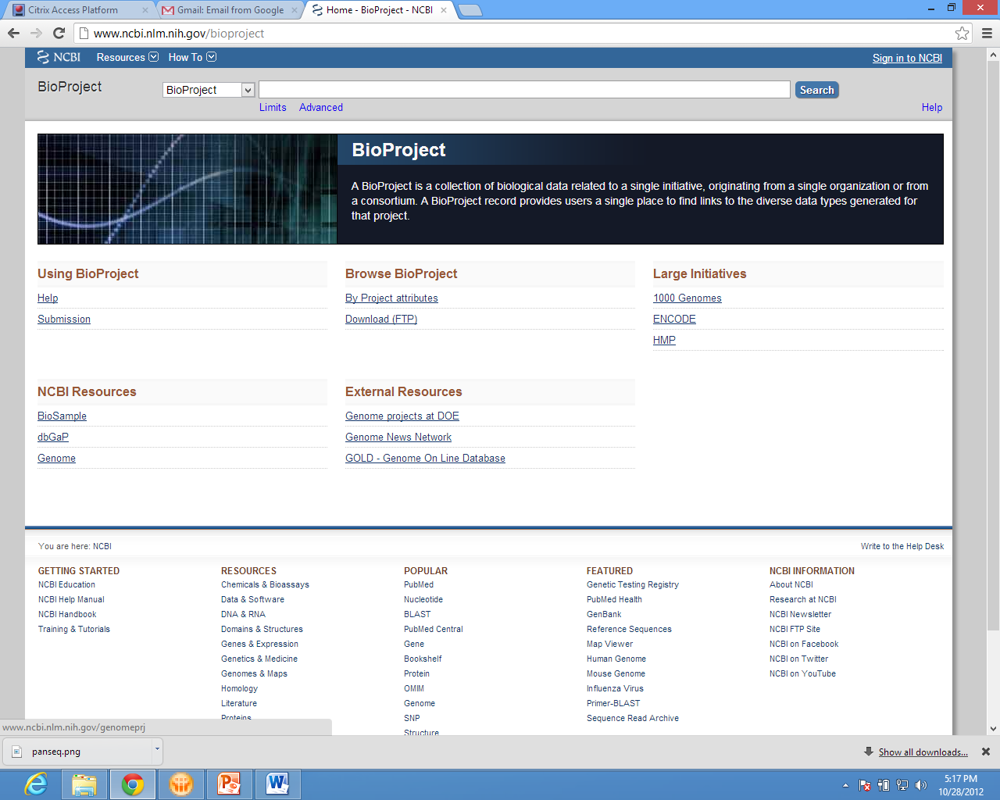 Citrix Access Platform
Gmail: Email from Google
Home - BioProject - NCBI
www.ncbi.nlm.nih.gov/bioproject
NCBI Resources How To Sign in to NCBI
BioProject BioProject Search
Limits Advanced Help
BioProject
A BioProject is a collection of biological data related to a single initiative, originating from a single organization or from
a consortium. A BioProject record provides users a single place to find links to the diverse data types generated for
that project.
Using BioProject
Help
Submission
Browse BioProject
By Project attributes
Download (FTP)
Large Initiatives
1000 Genomes
ENCODE
HMP
NCBI Resources
BioSample
dbGaP
Genome
External Resources
Genome projects at DOE
Genome News Network
GOLD - Genome On Line Database
You are here: NCBI
Write to the Help Desk
GETTING STARTED
NCBI Education
NCBI Help Manual
NCBI Handbook
Training & Tutorials
RESOURCES
Chemicals & Bioassays
Data & Software
DNA & RNA
Domains & Structures
Genes & Expression
Genetics & Medicine
Genomes & Maps
Homology
Literature
Proteins
POPULAR
PubMed
Nucleotide
BLAST
PubMed Central
Gene
Bookshelf
Protein
OMIM
Genome
SNP
Structure
FEATURED
Genetic Testing Registry
PubMed Health
GenBank
Reference Sequences
Map Viewer
Human Genome
Mouse Genome
Influenza Virus
Primer-BLAST
Sequence Read Archive
NCBI INFORMATION
About NCBI
Research at NCBI
NCBI Newsletter
NCBI FTP Site
NCBI on Facebook
NCBI on Twitter
NCBI on YouTube
www.ncbi.nlm.nih.gov/genomeprj
panseq.png
Show all downloads...
5:17 PM
10/28/2012